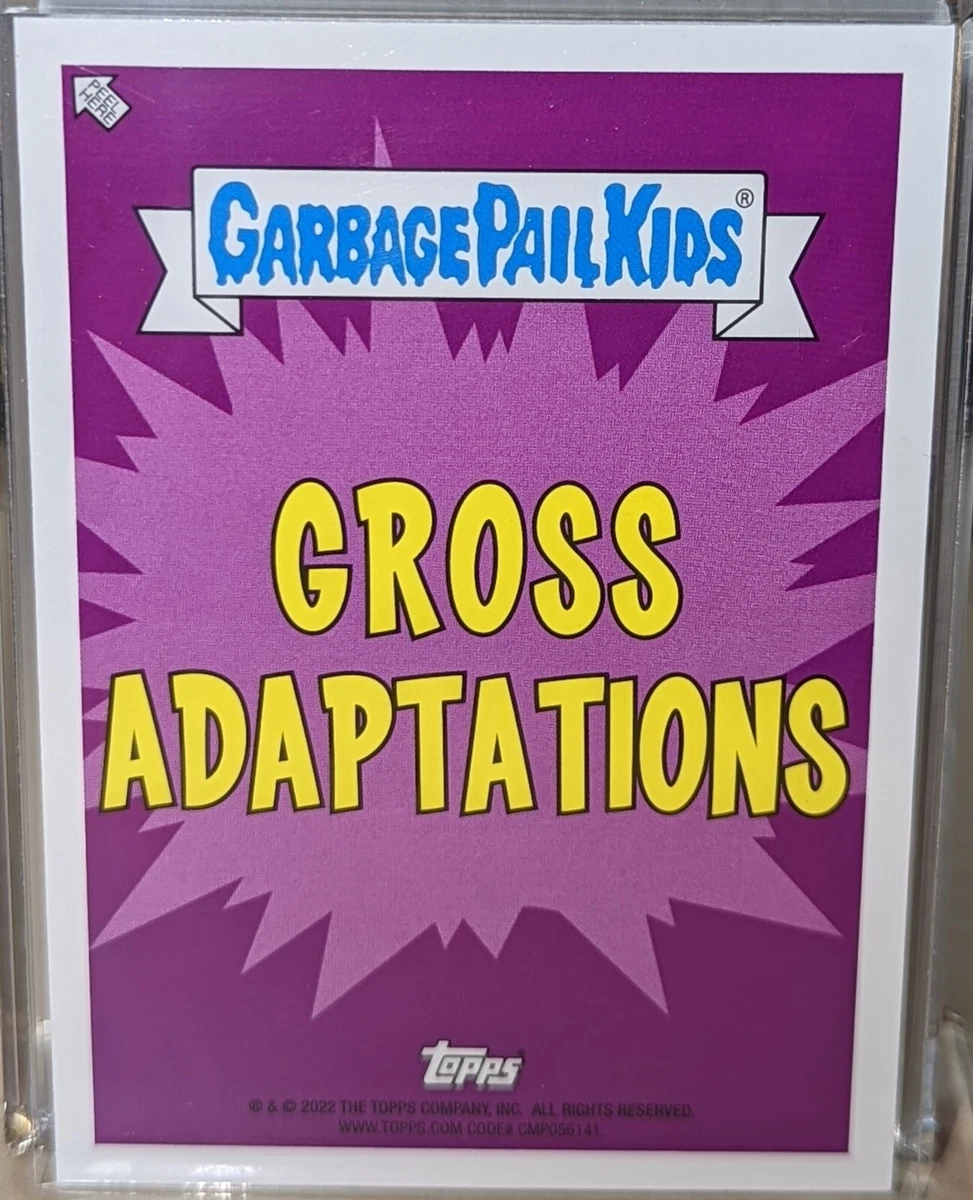 PEEL
HERE
GARBAGE PAIL KIDS®
GROSS
ADAPTATIONS
topps
® & © 2022 THE TOPPS COMPANY, INC. ALL RIGHTS RESERVED.
WWW.TOPPS.COM CODE# CMP056141.